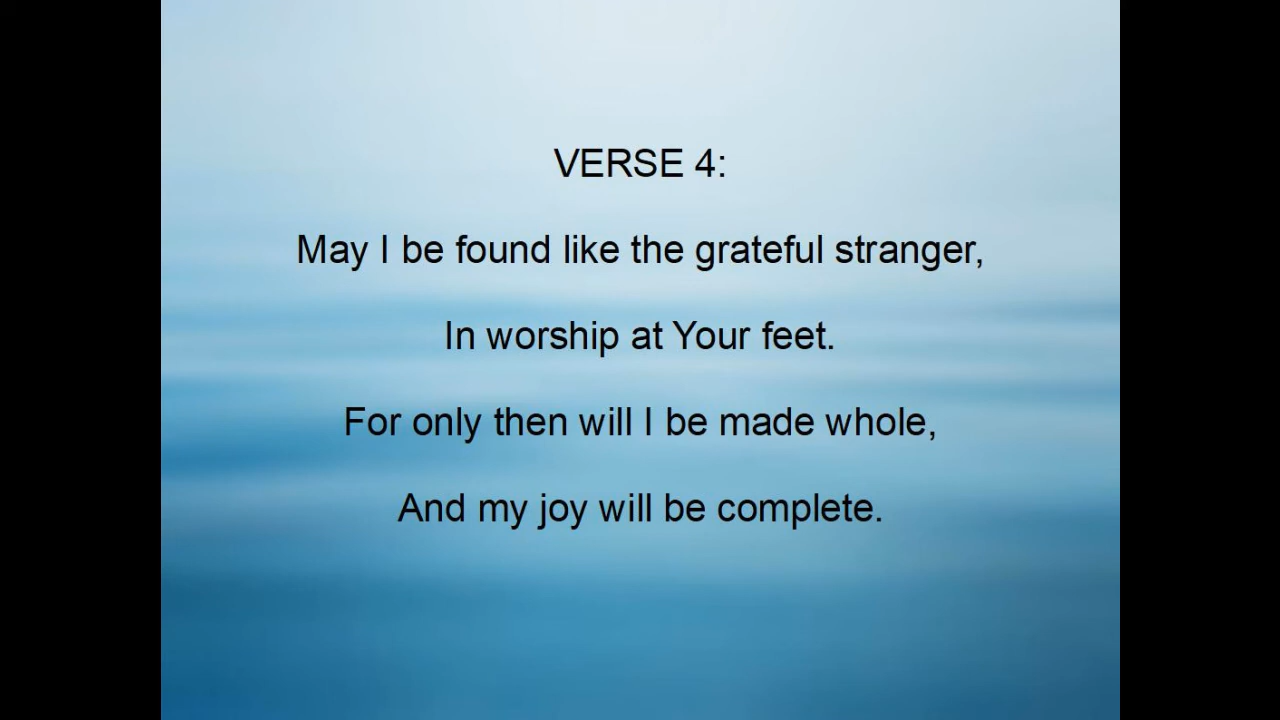 VERSE 4:
May I be found like the grateful stranger,
In worship at Your feet.
For only then will I be made whole,
And my joy will be complete.